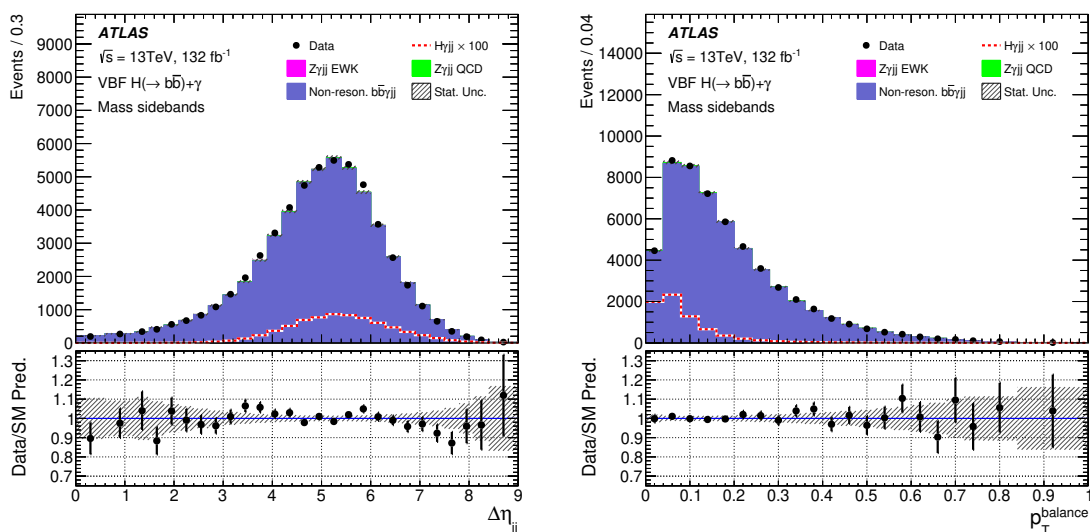 Events / 0.3
9000
8000
7000
6000
5000
4000
3000
2000
1000
0
ATLAS
√s = 13TeV, 132 fb⁻¹
VBF H(→ bb̄)+γ
Mass sidebands
Data
Hγjj × 100
Zγjj EWK
Zγjj QCD
Non-reson. bb̄γjj
Stat. Unc.
Data/SM Pred.
1.3
1.2
1.1
1
0.9
0.8
0.7
0 1 2 3 4 5 6 7 8 9
Δη_jj
Events / 0.04
14000
12000
10000
8000
6000
4000
2000
0
ATLAS
√s = 13TeV, 132 fb⁻¹
VBF H(→ bb̄)+γ
Mass sidebands
Data
Hγjj × 100
Zγjj EWK
Zγjj QCD
Non-reson. bb̄γjj
Stat. Unc.
Data/SM Pred.
1.3
1.2
1.1
1
0.9
0.8
0.7
0 0.1 0.2 0.3 0.4 0.5 0.6 0.7 0.8 0.9 1
p_T^balance